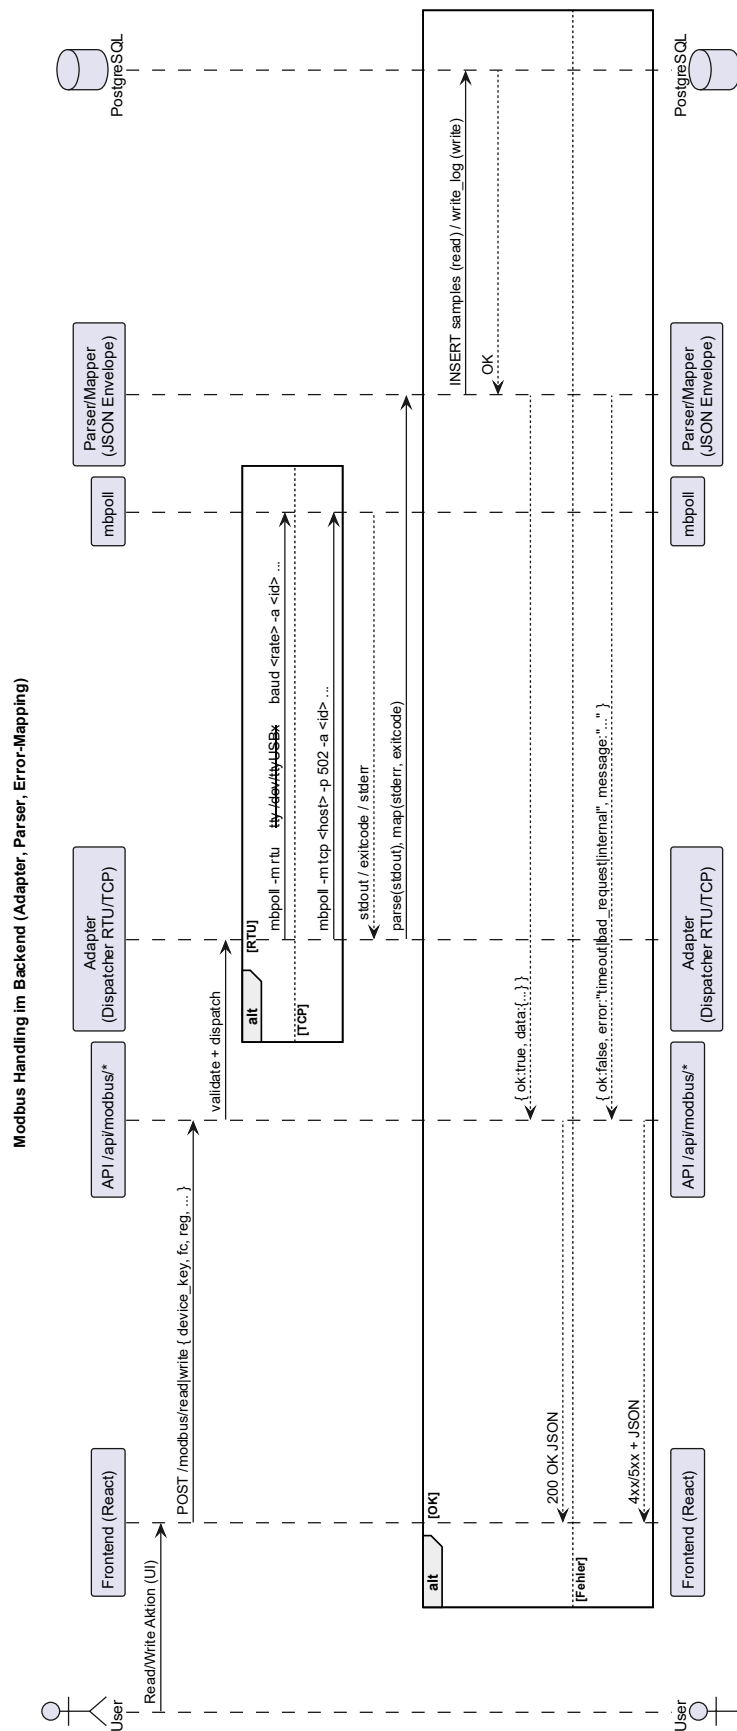 Modbus Handling im Backend (Adapter, Parser, Error-Mapping)
User
Frontend (React)
API /api/modbus/*
Adapter
(Dispatcher RTU/TCP)
mbpoll
Parser/Mapper
(JSON Envelope)
PostgreSQL
Read/Write Aktion (UI)
POST /modbus/read|write { device_key, fc, reg, ... }
validate + dispatch
alt
[RTU]
mbpoll -m rtu tty /dev/ttyUSBx baud <rate> -a <id> ...
[TCP]
mbpoll -m tcp <host> -p 502 -a <id> ...
stdout / exitcode / stderr
parse(stdout), map(stderr, exitcode)
alt
[OK]
INSERT samples (read) / write_log (write)
OK
{ ok:true, data:{...} }
200 OK JSON
[Fehler]
{ ok:false, error:"timeout|bad_request|internal", message:"..." }
4xx/5xx + JSON
User
Frontend (React)
API /api/modbus/*
Adapter
(Dispatcher RTU/TCP)
mbpoll
Parser/Mapper
(JSON Envelope)
PostgreSQL